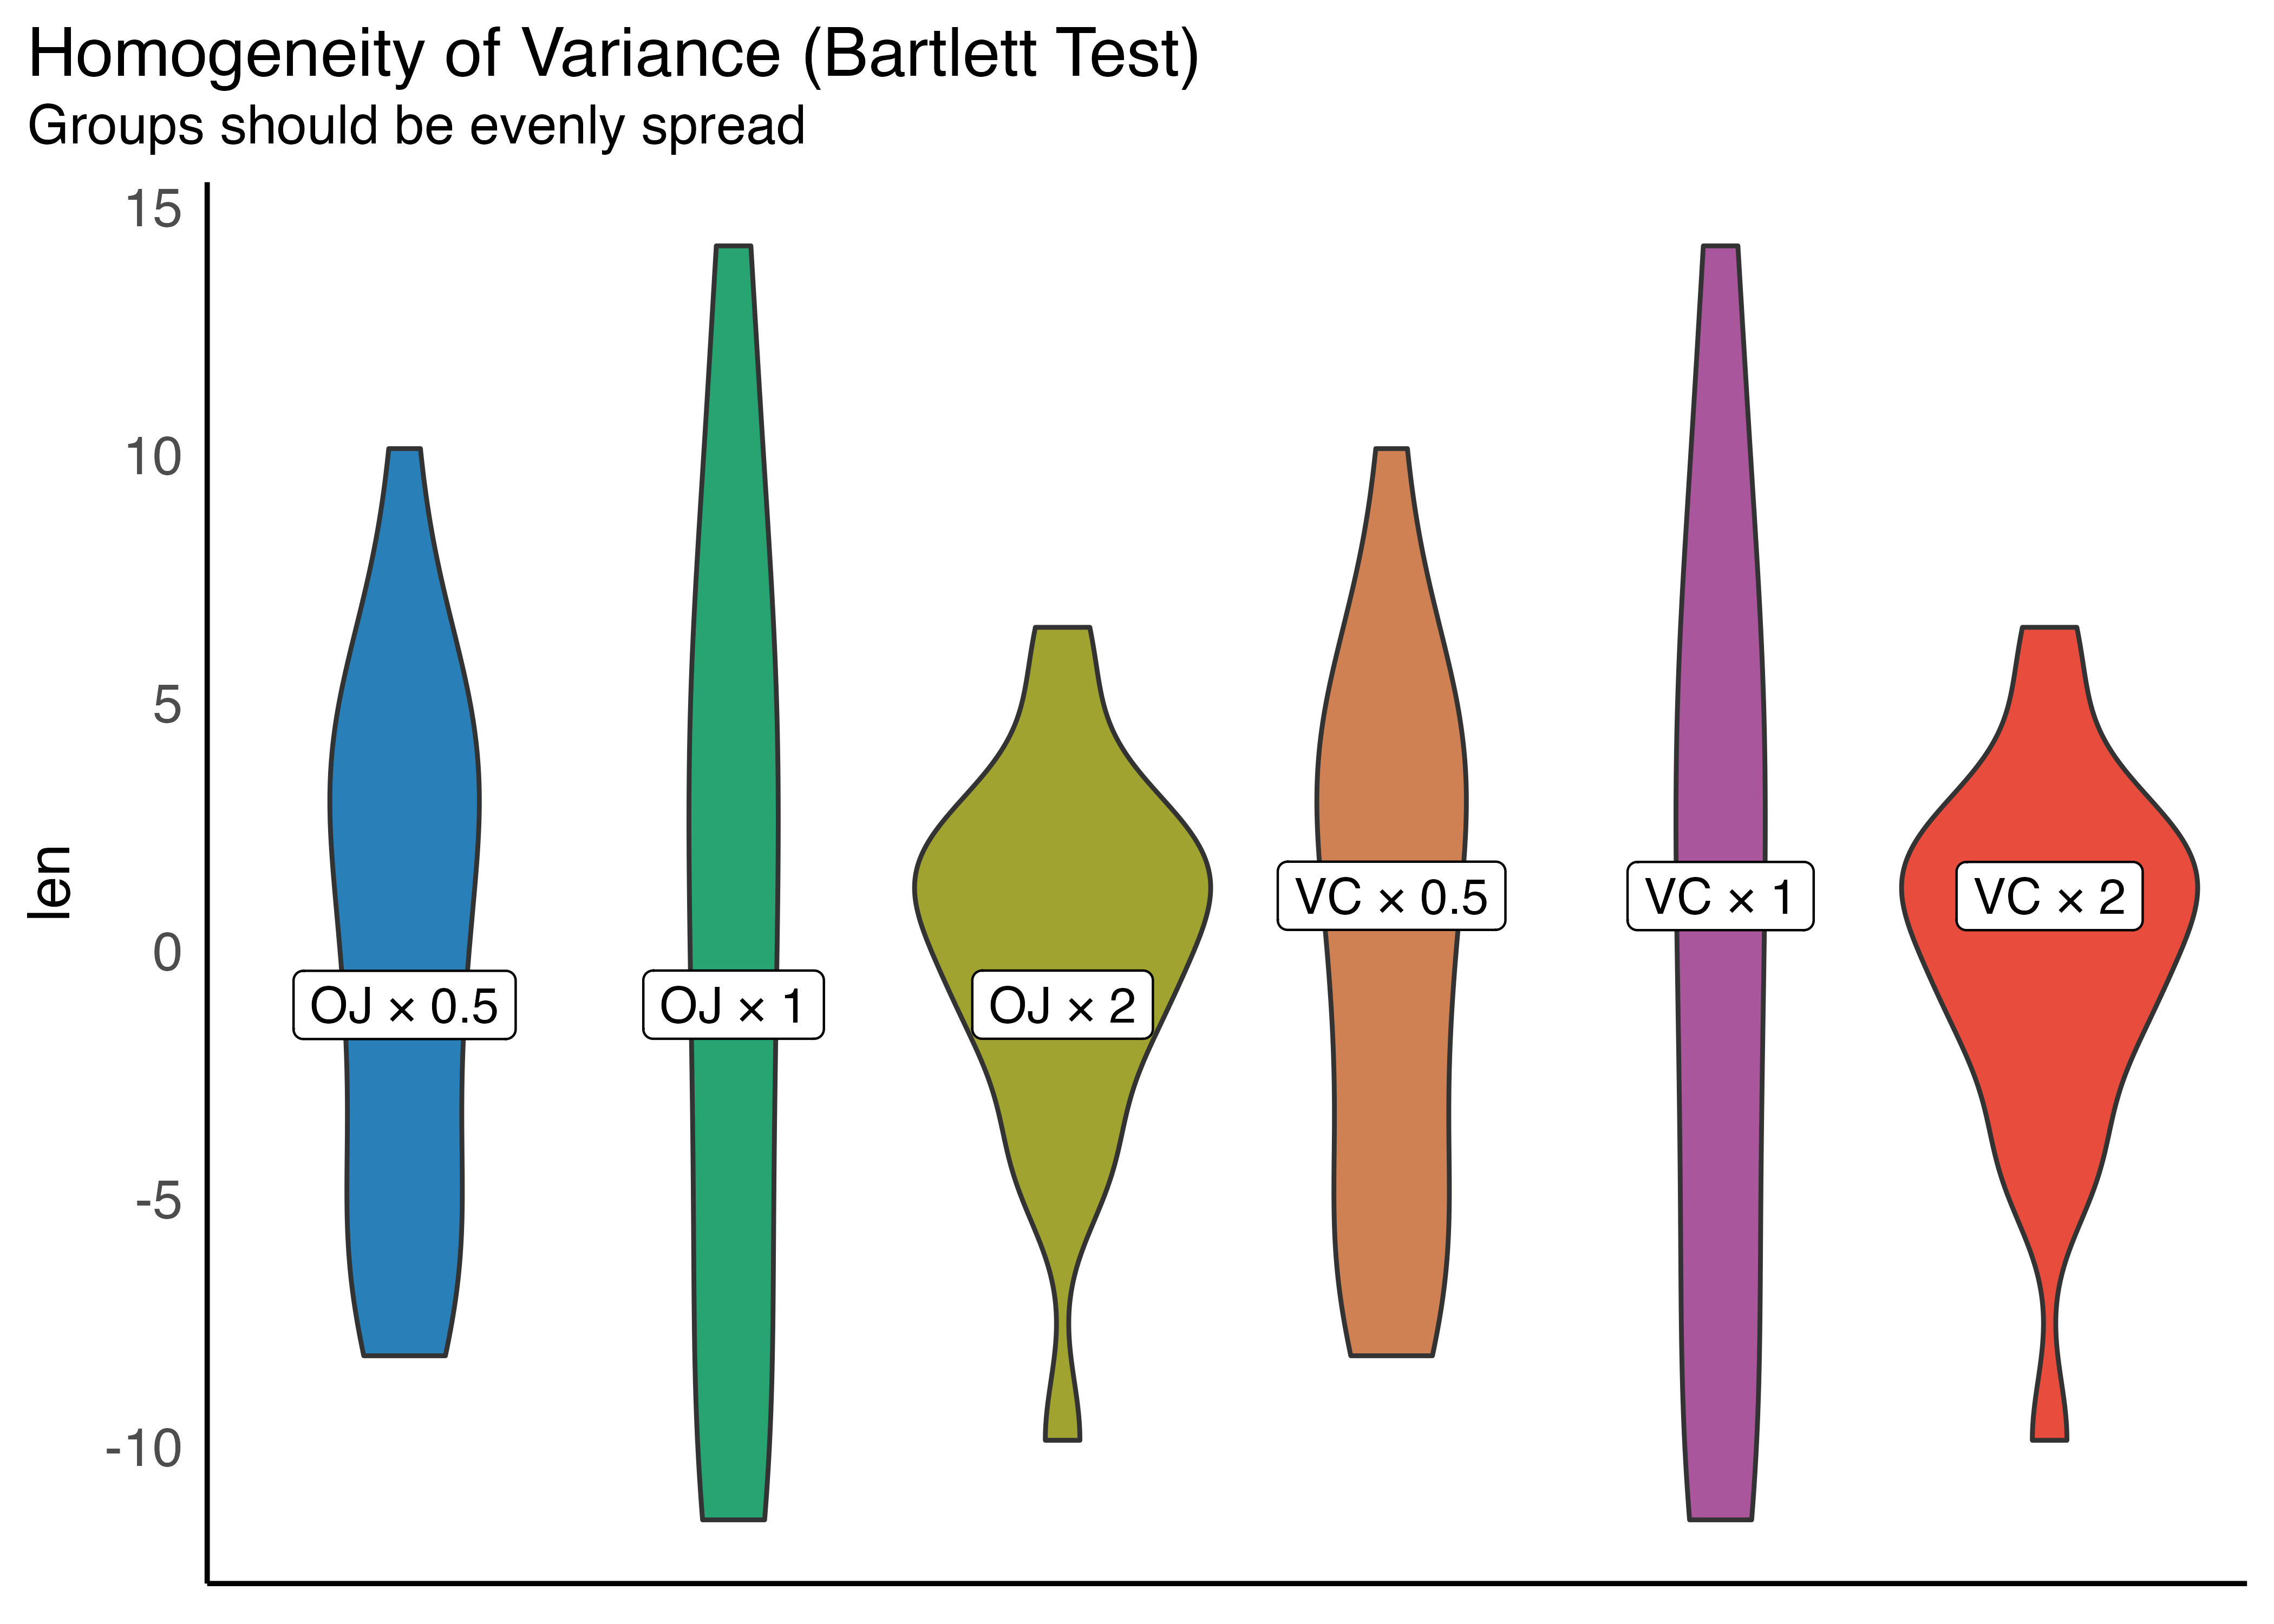 Homogeneity of Variance (Bartlett Test)
Groups should be evenly spread
15
10
5
0
-5
-10
len
VC × 0.5
VC × 1
VC × 2
OJ × 0.5
OJ × 1
OJ × 2